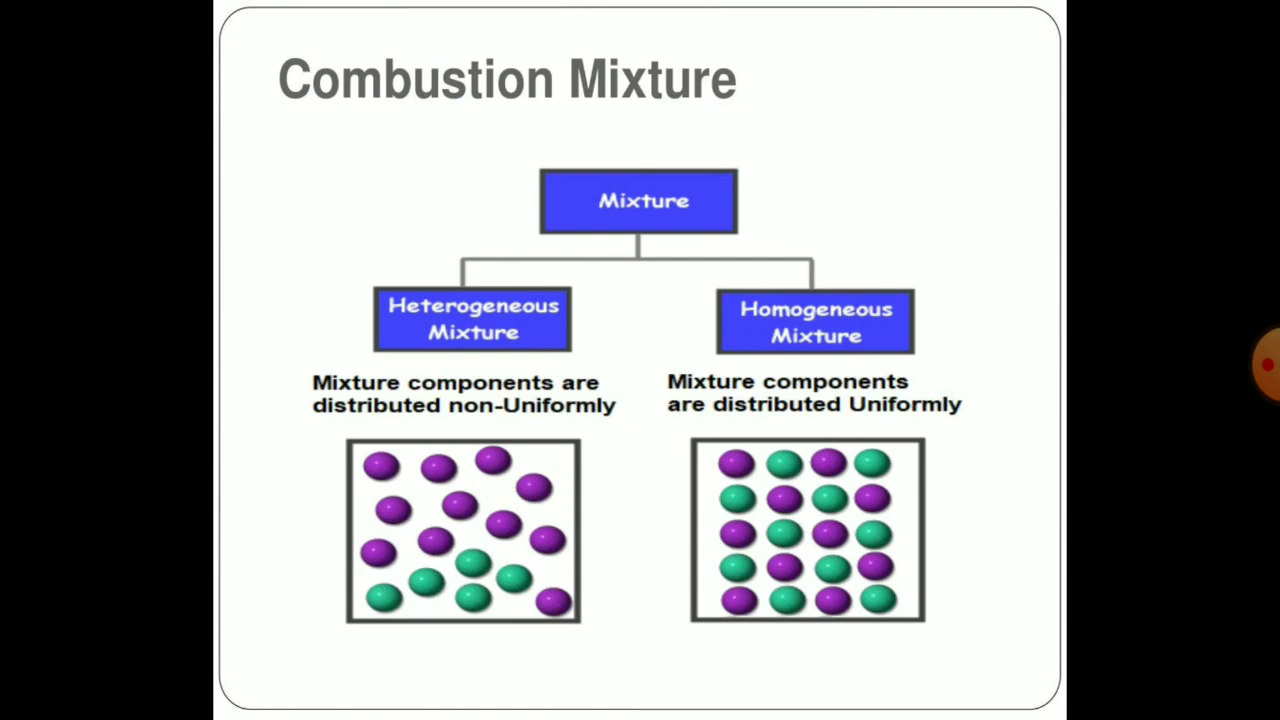 Combustion Mixture
Mixture
Heterogeneous
Mixture
Homogeneous
Mixture
Mixture components are
distributed non-Uniformly
Mixture components
are distributed Uniformly